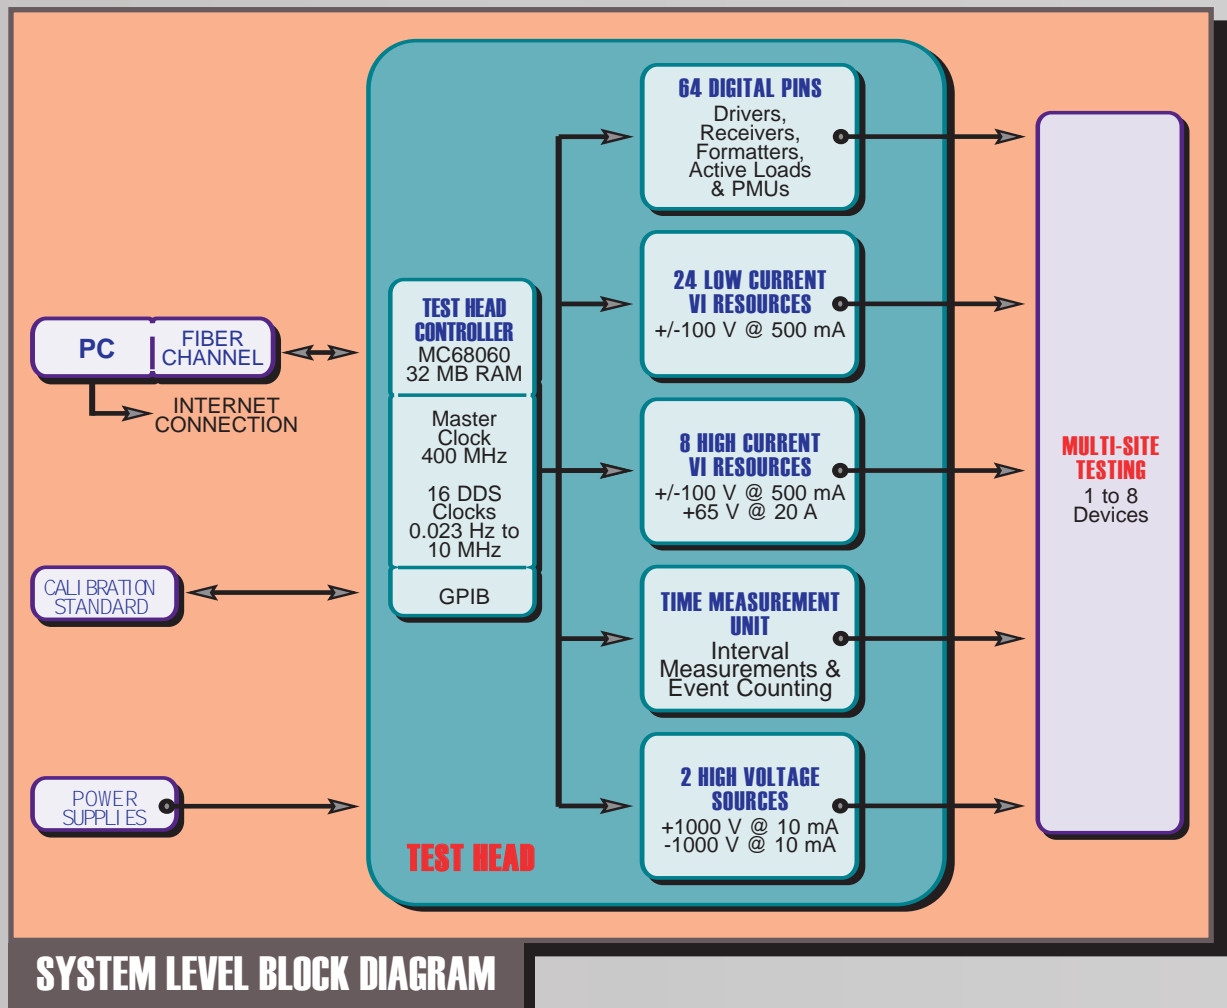 64 DIGITAL PINS
Drivers,
Receivers,
Formatters,
Active Loads
& PMUs
24 LOW CURRENT
VI RESOURCES
+/-100 V @ 500 mA
TEST HEAD
CONTROLLER
MC68060
32 MB RAM
Master
Clock
400 MHz
16 DDS
Clocks
0.023 Hz to
10 MHz
GPIB
PC
FIBER
CHANNEL
INTERNET
CONNECTION
8 HIGH CURRENT
VI RESOURCES
+/-100 V @ 500 mA
+65 V @ 20 A
MULTI-SITE
TESTING
1 to 8
Devices
CALIBRATION
STANDARD
TIME MEASUREMENT
UNIT
Interval
Measurements &
Event Counting
POWER
SUPPLIES
2 HIGH VOLTAGE
SOURCES
+1000 V @ 10 mA
-1000 V @ 10 mA
TEST HEAD
SYSTEM LEVEL BLOCK DIAGRAM